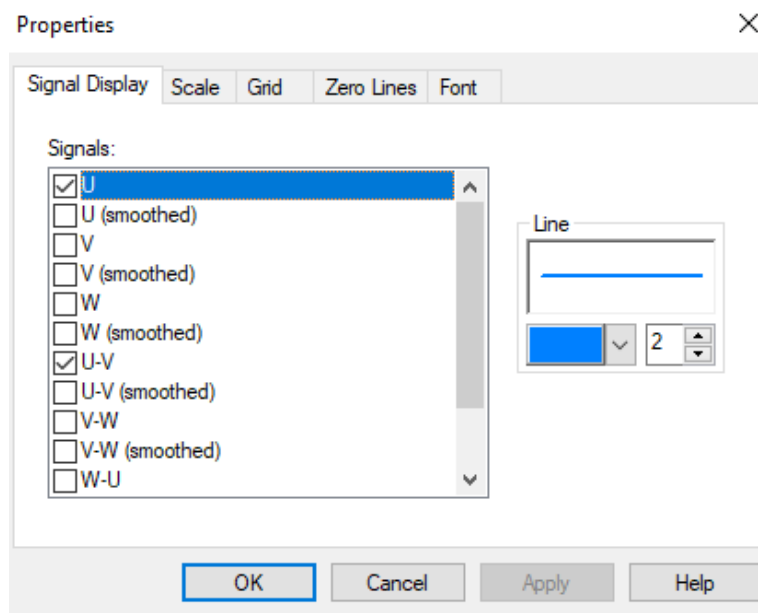 Properties
Signal Display Scale Grid Zero Lines Font
Signals:
U
U (smoothed)
V
V (smoothed)
W
W (smoothed)
U-V
U-V (smoothed)
V-W
V-W (smoothed)
W-U
Line
2
OK Cancel Apply Help